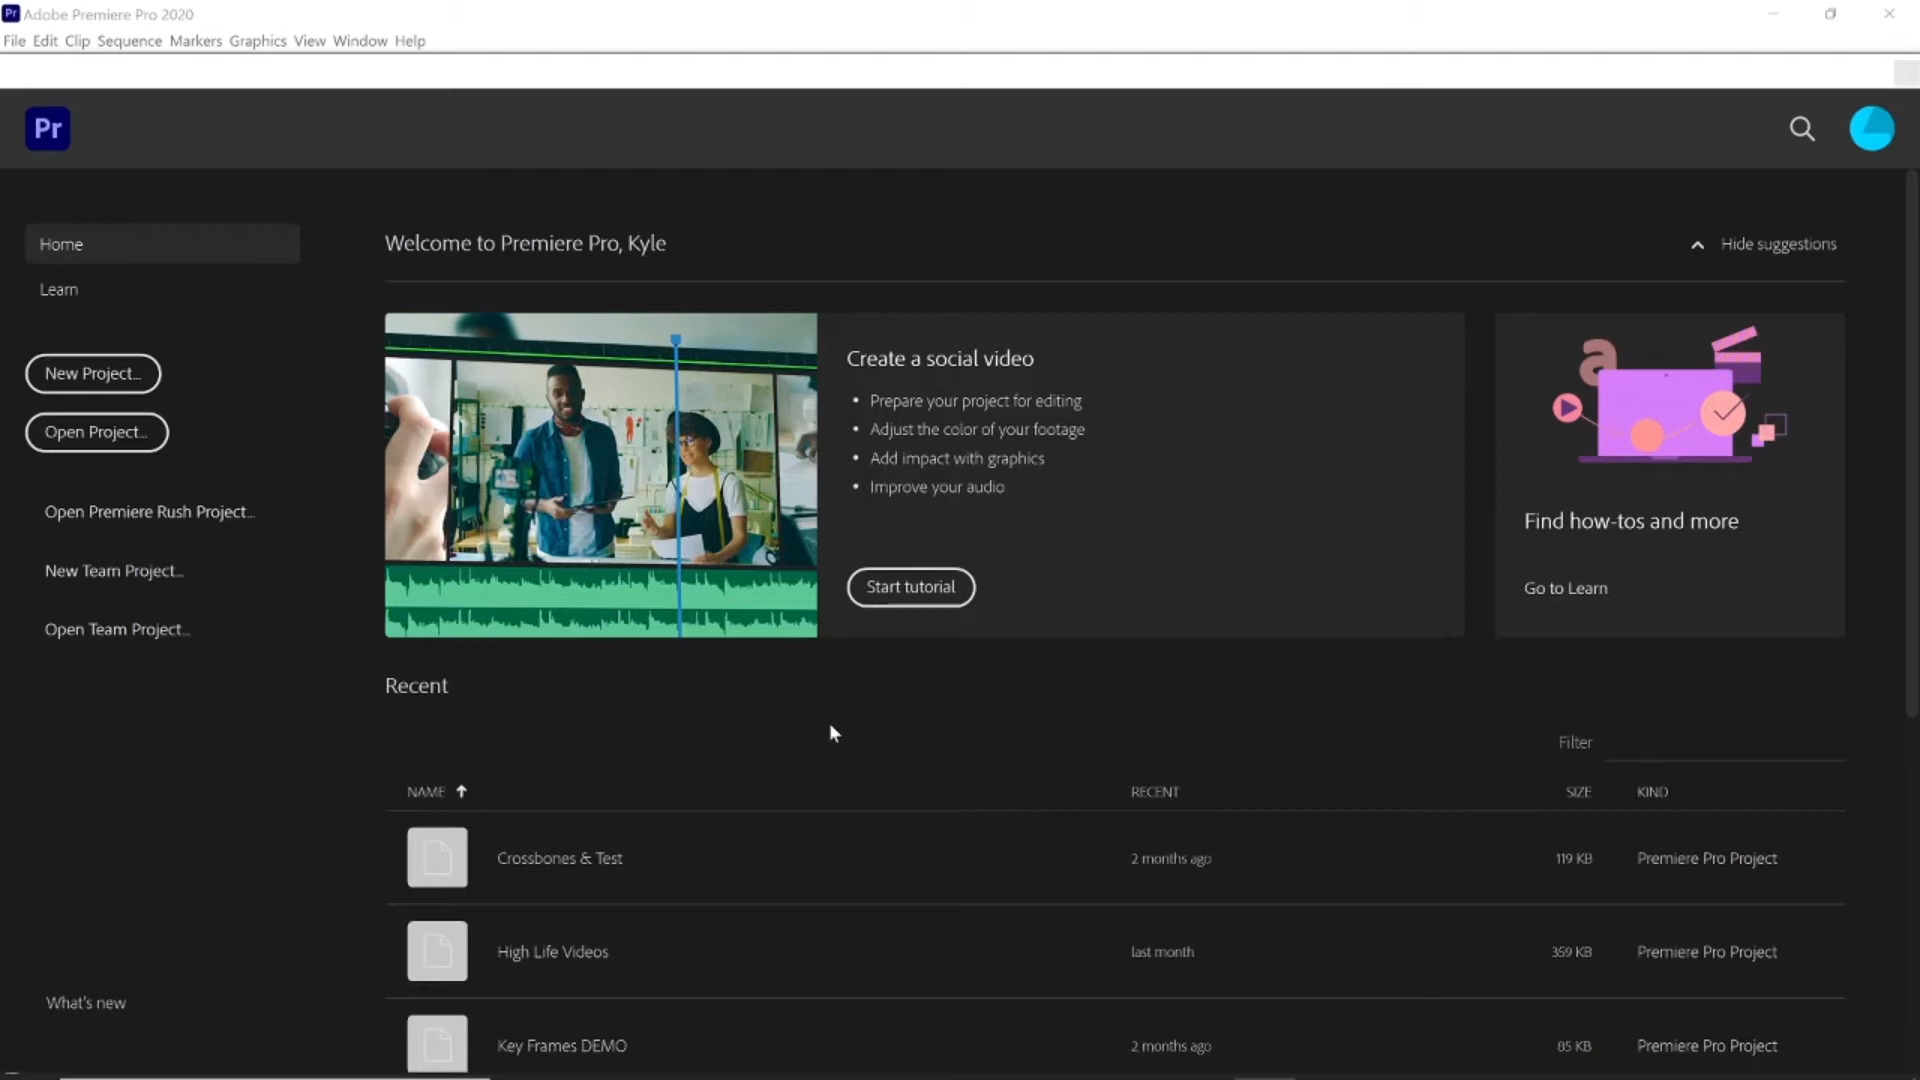 Pr Adobe Premiere Pro 2020
File Edit Clip Sequence Markers Graphics View Window Help
Pr
Home
Learn
New Project...
Open Project...
Open Premiere Rush Project...
New Team Project...
Open Team Project...
What's new
Welcome to Premiere Pro, Kyle
Hide suggestions
Create a social video
• Prepare your project for editing
• Adjust the color of your footage
• Add impact with graphics
• Improve your audio
Start tutorial
a
Find how-tos and more
Go to Learn
Recent
Filter
NAME RECENT SIZE KIND
Crossbones & Test 2 months ago 119 KB Premiere Pro Project
High Life Videos last month 359 KB Premiere Pro Project
Key Frames DEMO 2 months ago 85 KB Premiere Pro Project